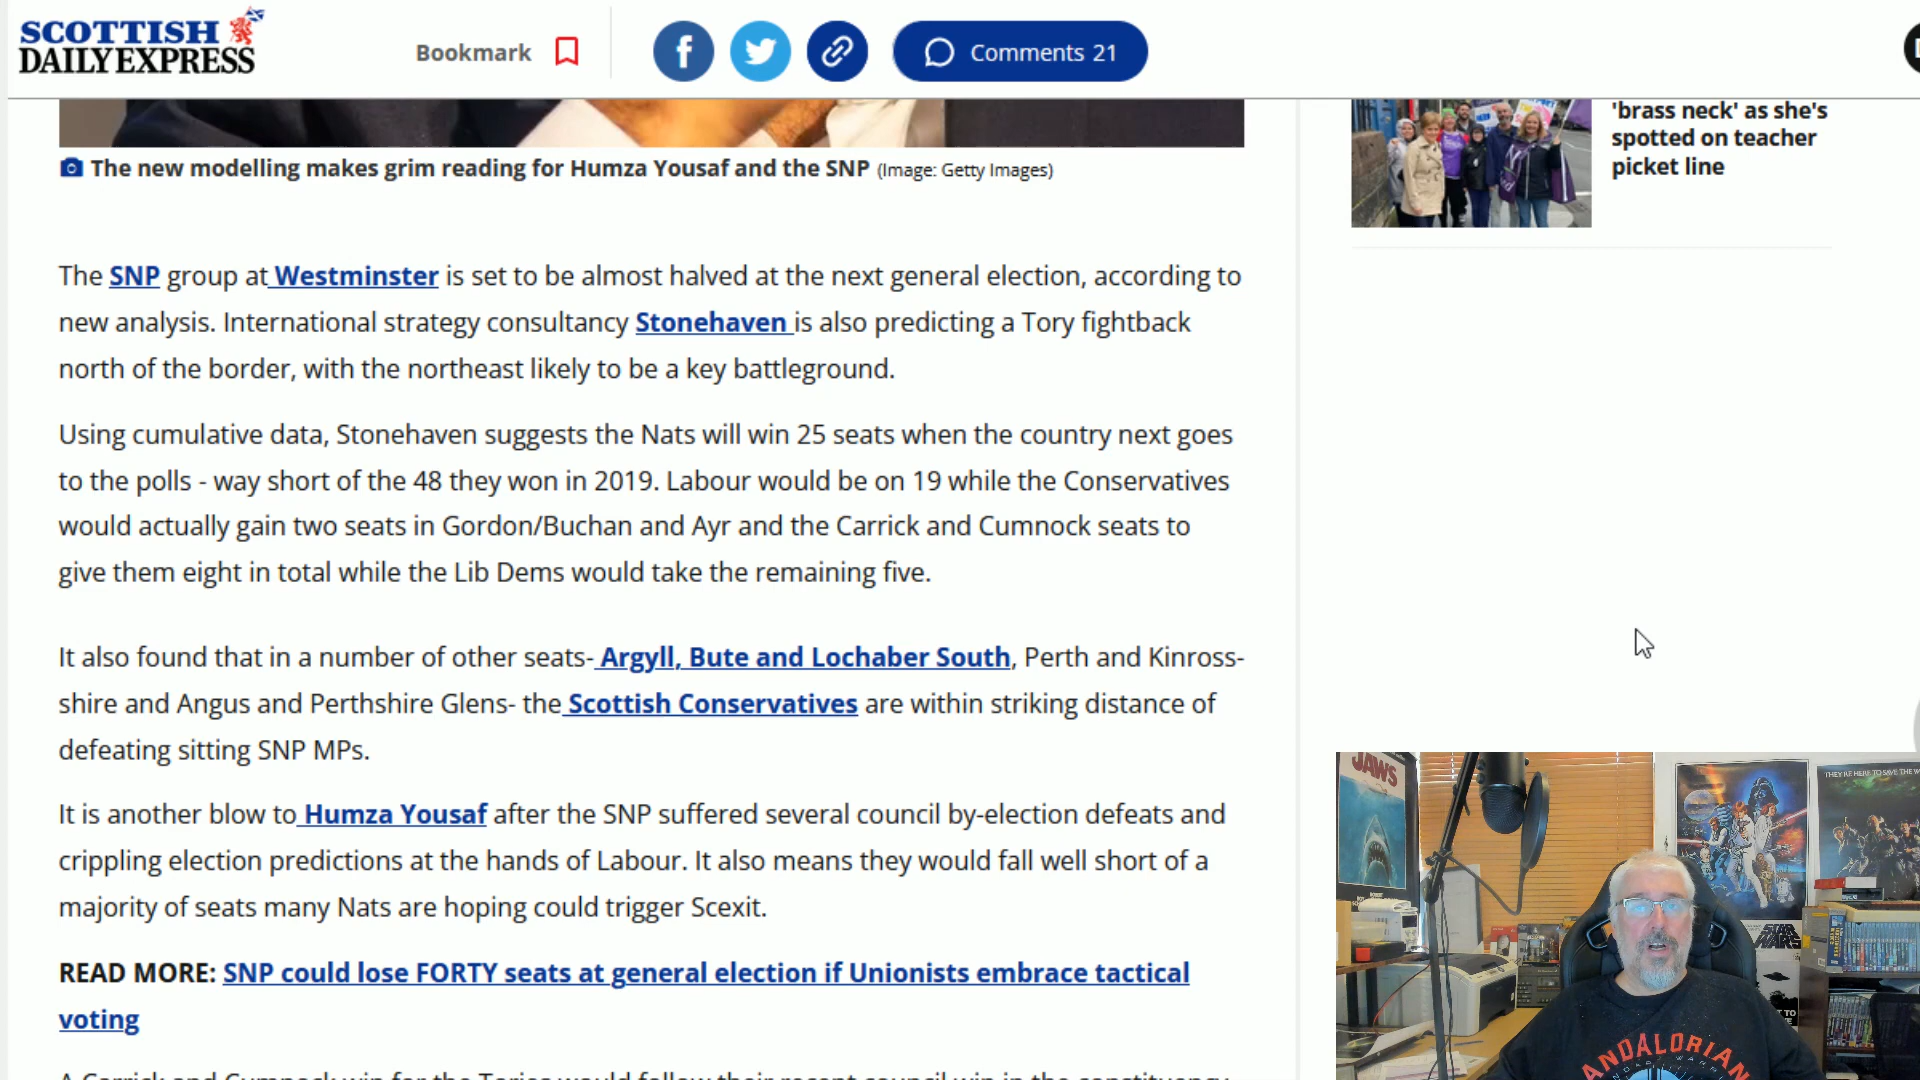 SCOTTISH
DAILY EXPRESS
Bookmark
Comments 21
'brass neck' as she's
spotted on teacher
picket line
The new modelling makes grim reading for Humza Yousaf and the SNP (Image: Getty Images)
The SNP group at Westminster is set to be almost halved at the next general election, according to
new analysis. International strategy consultancy Stonehaven is also predicting a Tory fightback
north of the border, with the northeast likely to be a key battleground.
Using cumulative data, Stonehaven suggests the Nats will win 25 seats when the country next goes
to the polls - way short of the 48 they won in 2019. Labour would be on 19 while the Conservatives
would actually gain two seats in Gordon/Buchan and Ayr and the Carrick and Cumnock seats to
give them eight in total while the Lib Dems would take the remaining five.
It also found that in a number of other seats- Argyll, Bute and Lochaber South, Perth and Kinross-
shire and Angus and Perthshire Glens- the Scottish Conservatives are within striking distance of
defeating sitting SNP MPs.
It is another blow to Humza Yousaf after the SNP suffered several council by-election defeats and
crippling election predictions at the hands of Labour. It also means they would fall well short of a
majority of seats many Nats are hoping could trigger Scexit.
READ MORE: SNP could lose FORTY seats at general election if Unionists embrace tactical
voting
A Carrick and Cumnock win for the Tories would follow their recent council win in the constituency
JAWS
THEY'RE HERE TO SAVE THE W
STAR
WARS
ANDALORIAN